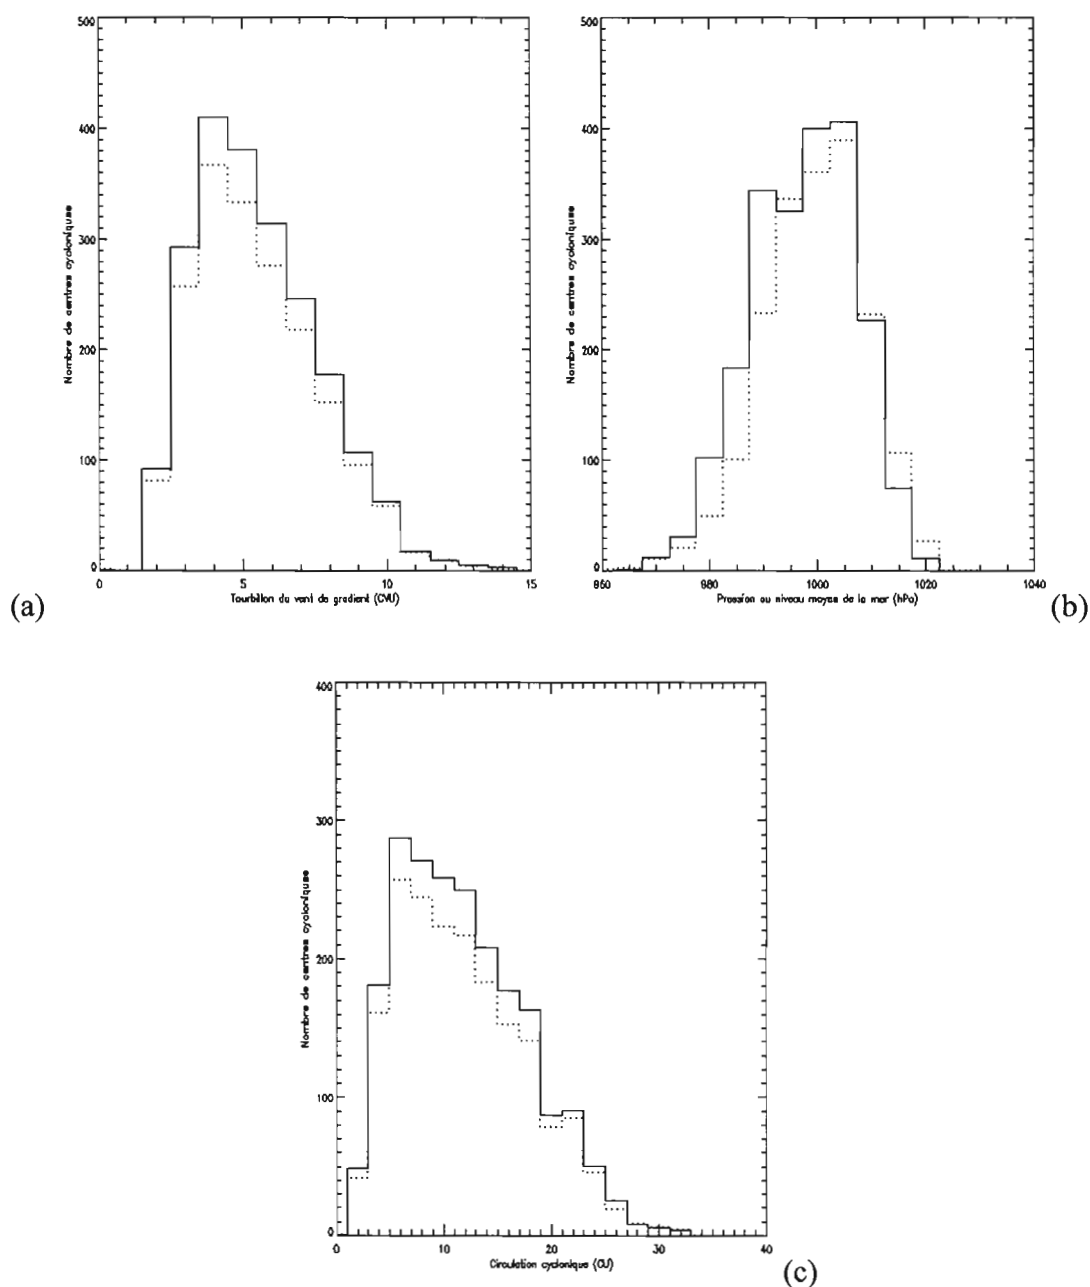 500
400
300
200
100
0
Nombre de centres cycloniques
0 5 10 15
Tourbillon du vent de gradient (CVU)
(a)
500
400
300
200
100
0
Nombre de centres cycloniques
960 980 1000 1020 1040
Pression au niveau moyen de la mer (hPa)
(b)
400
300
200
100
0
Nombre de centres cycloniques
0 10 20 30 40
Circulation cyclonique (CU)
(c)